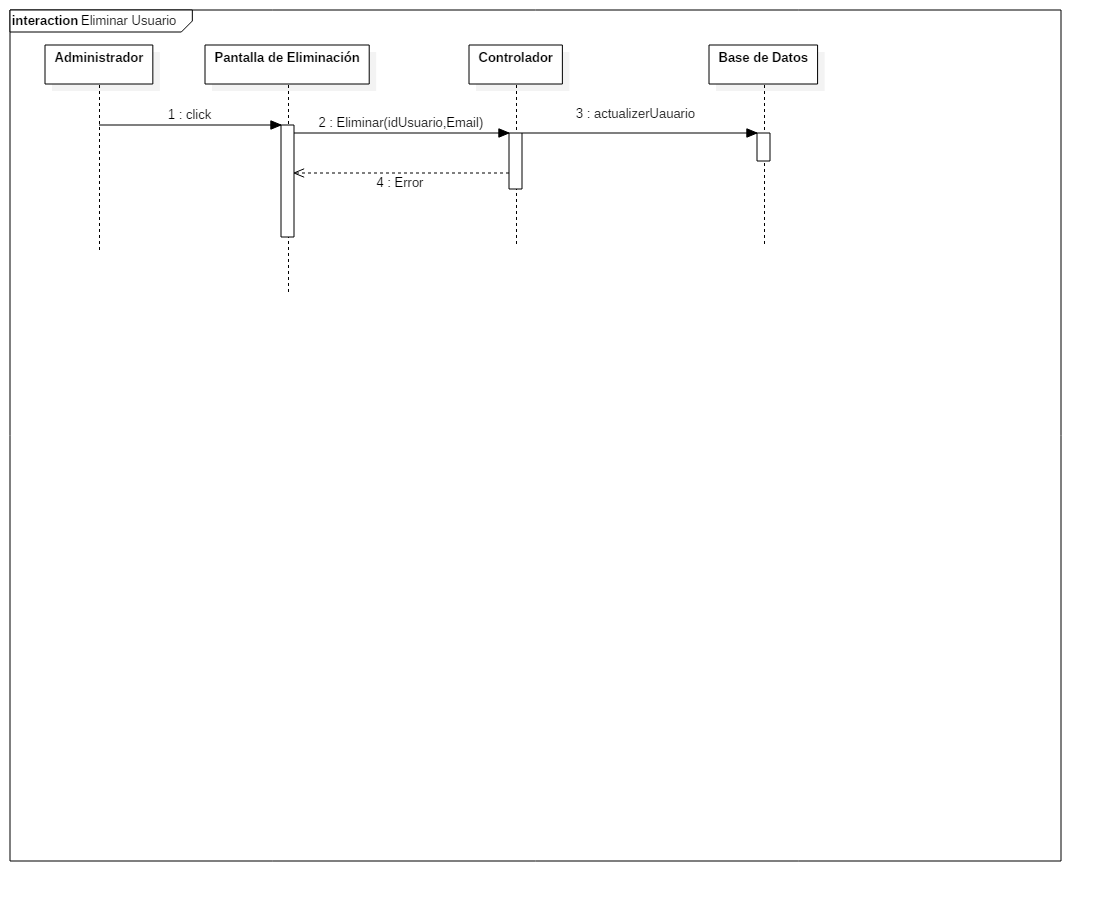 interaction Eliminar Usuario
Administrador
Pantalla de Eliminación
Controlador
Base de Datos
1 : click
2 : Eliminar(idUsuario,Email)
3 : actualizerUauario
4 : Error